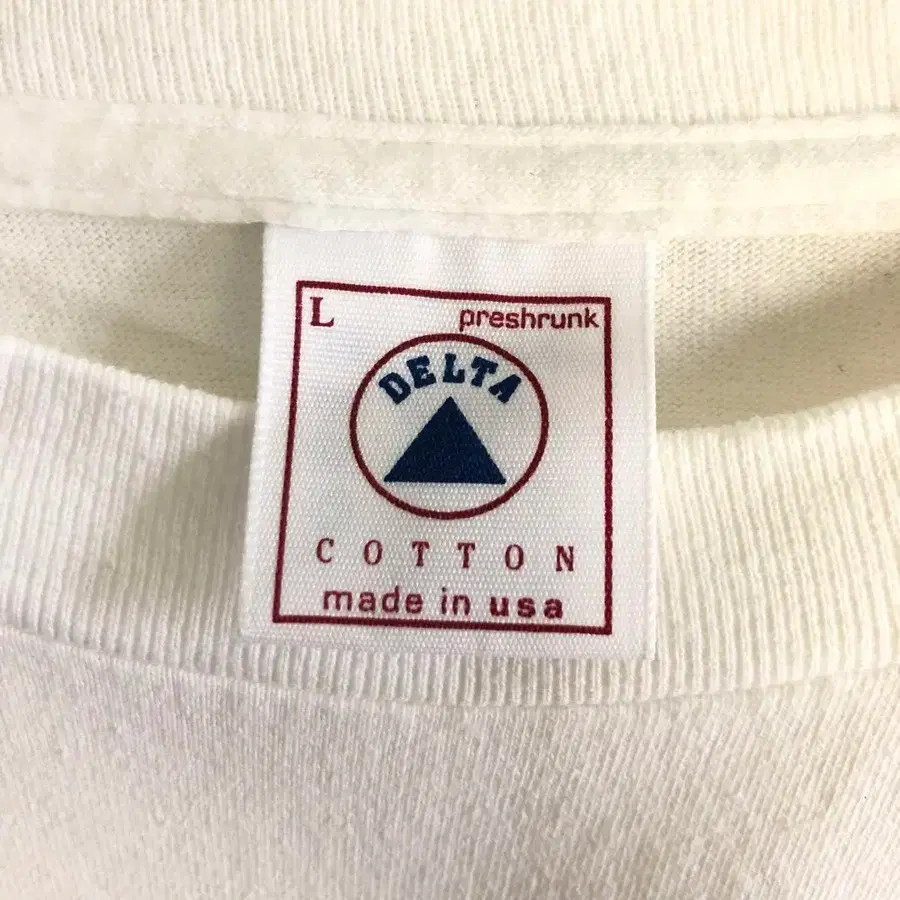 L preshrunk
DELTA
COTTON
made in usa